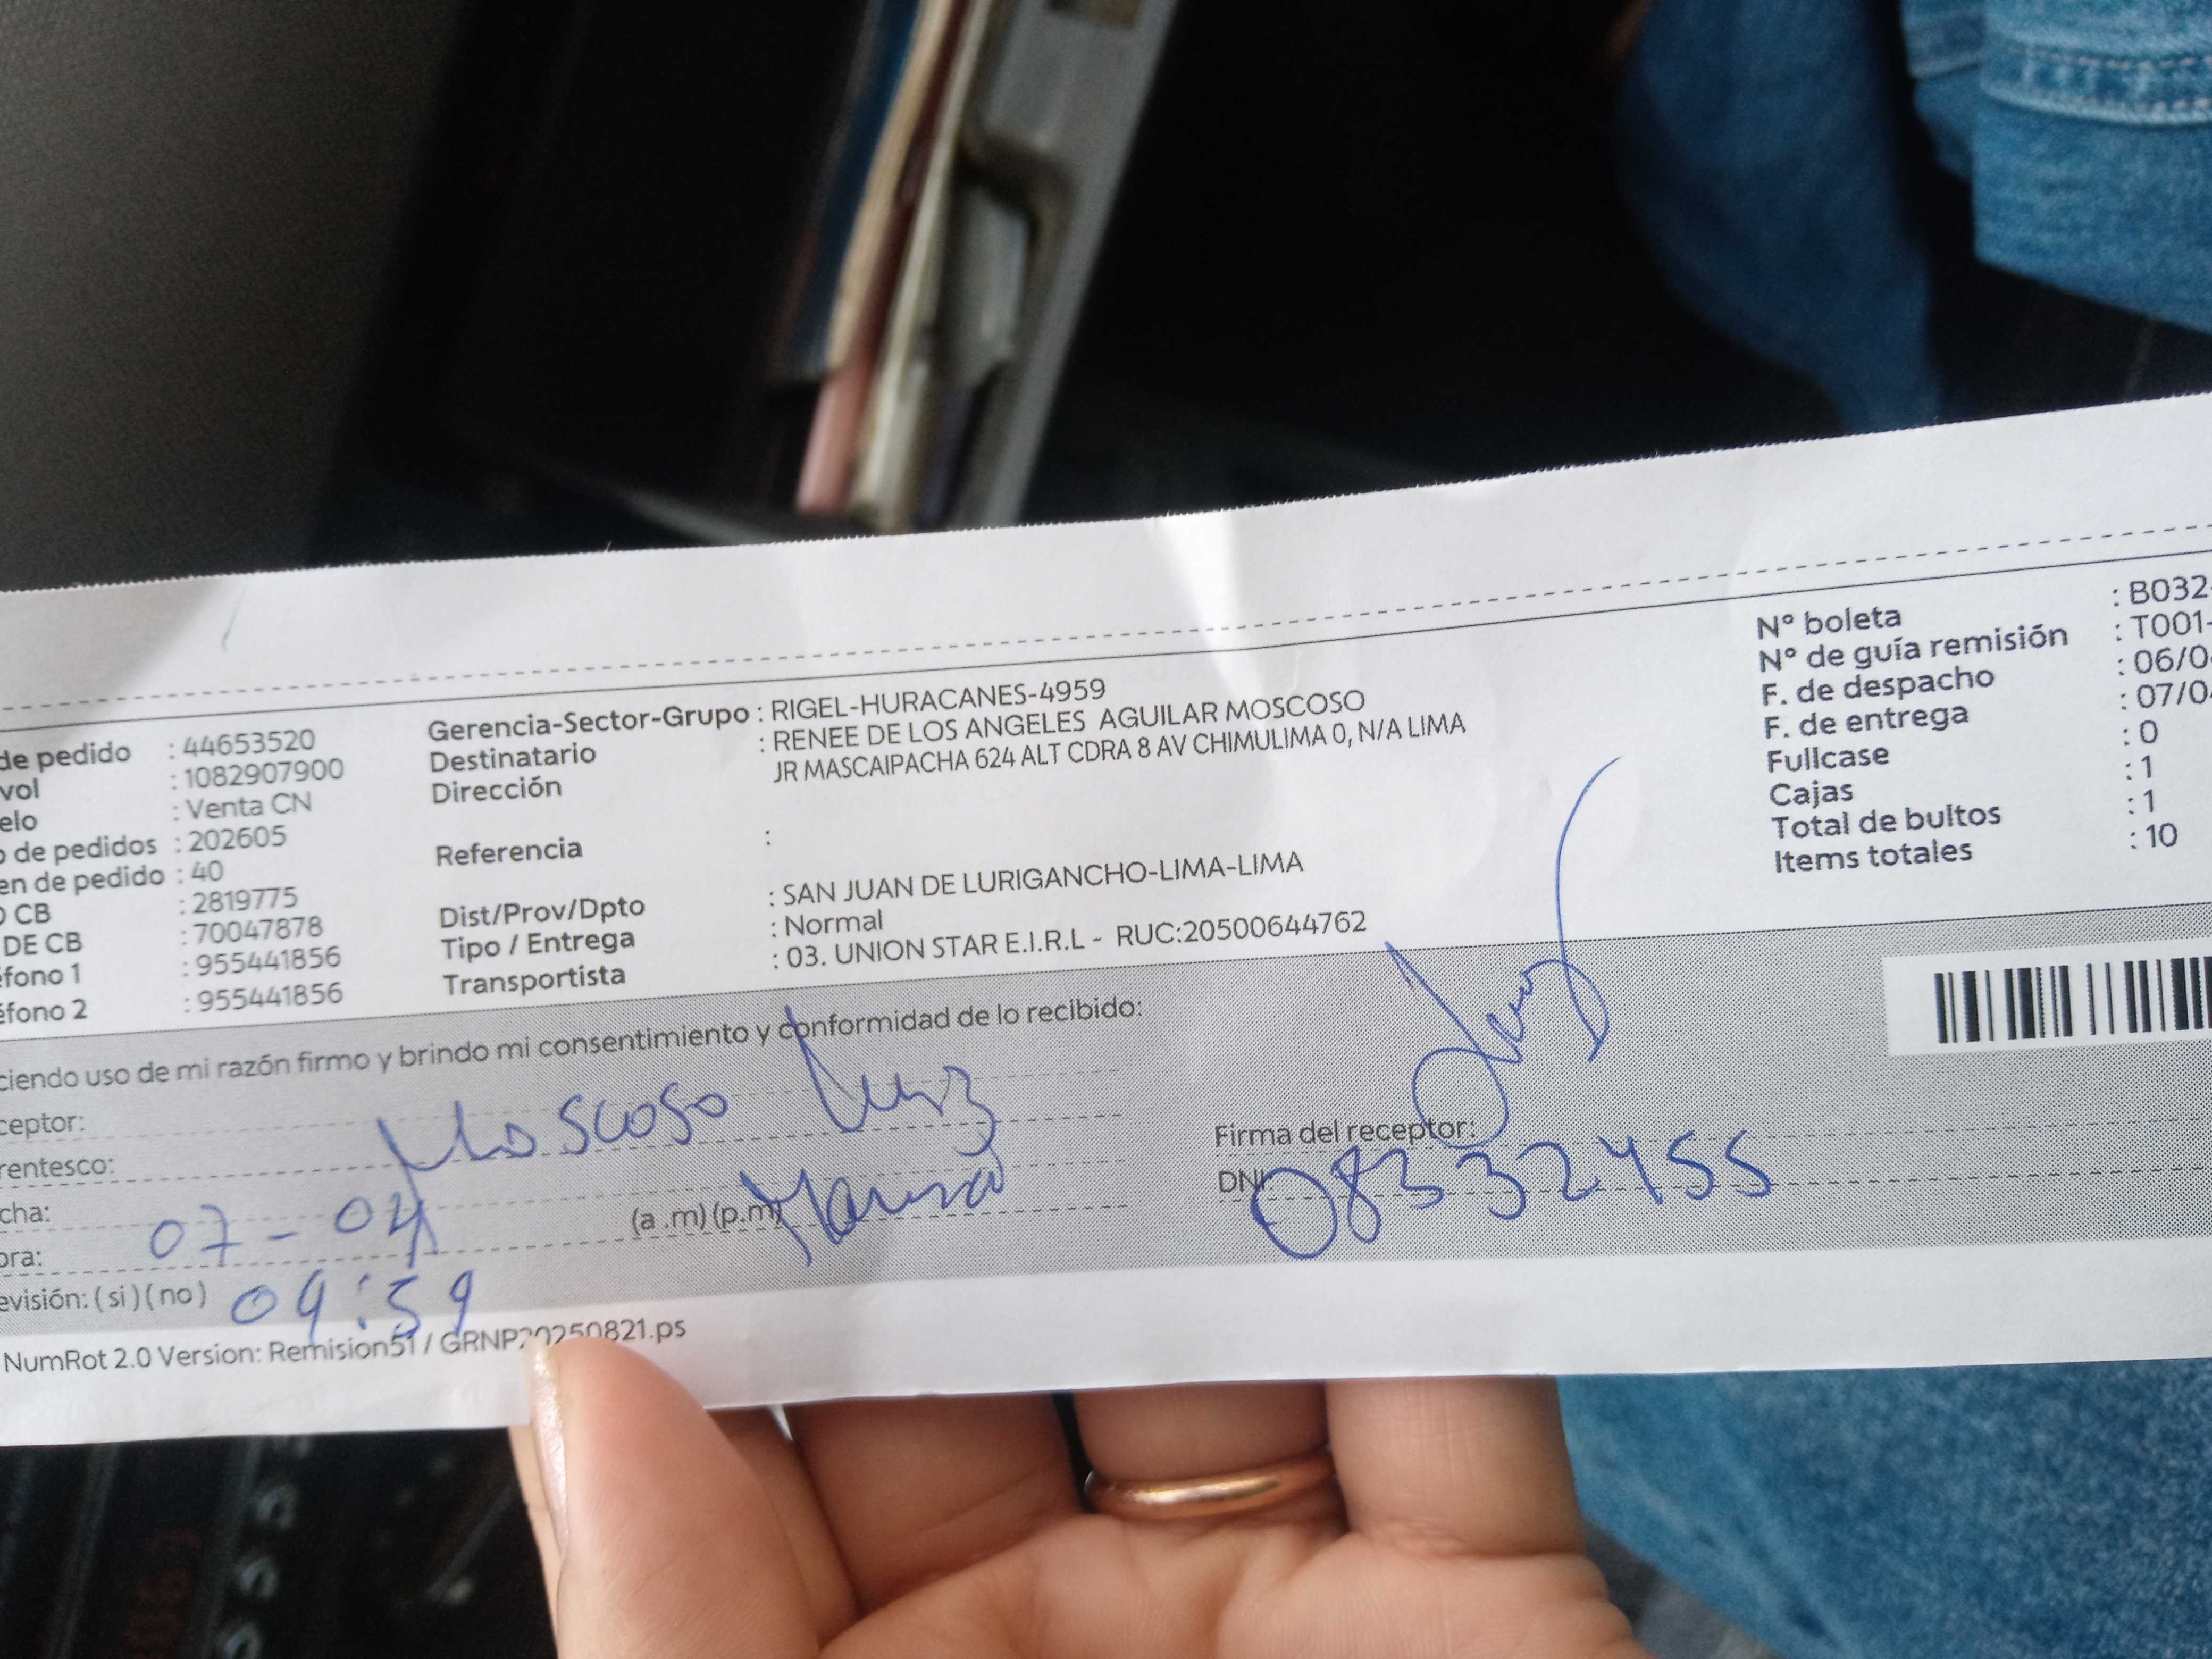 de pedido : 44653520
vol : 1082907900
elo : Venta CN
o de pedidos : 202605
en de pedido : 40
O CB : 2819775
DE CB : 70047878
éfono 1 : 955441856
éfono 2 : 955441856
Gerencia-Sector-Grupo : RIGEL-HURACANES-4959
Destinatario : RENEE DE LOS ANGELES AGUILAR MOSCOSO
Dirección JR MASCAIPACHA 624 ALT CDRA 8 AV CHIMULIMA 0, N/A LIMA
Referencia :
Dist/Prov/Dpto : SAN JUAN DE LURIGANCHO-LIMA-LIMA
Tipo / Entrega : Normal
Transportista : 03. UNION STAR E.I.R.L - RUC:20500644762
N° boleta : B032-
N° de guía remisión : T001-
F. de despacho : 06/0
F. de entrega : 07/0
Fullcase : 0
Cajas : 1
Total de bultos : 1
Items totales : 10
ciendo uso de mi razón firmo y brindo mi consentimiento y conformidad de lo recibido:
ceptor: Moscoso
rentesco:
cha: 07-04
ora: 09:59 (a.m)(p.m)
evisión: (si)(no)
Firma del receptor:
DNI: 08332455
NumRot 2.0 Version: Remision51 / GRNP20250821.ps